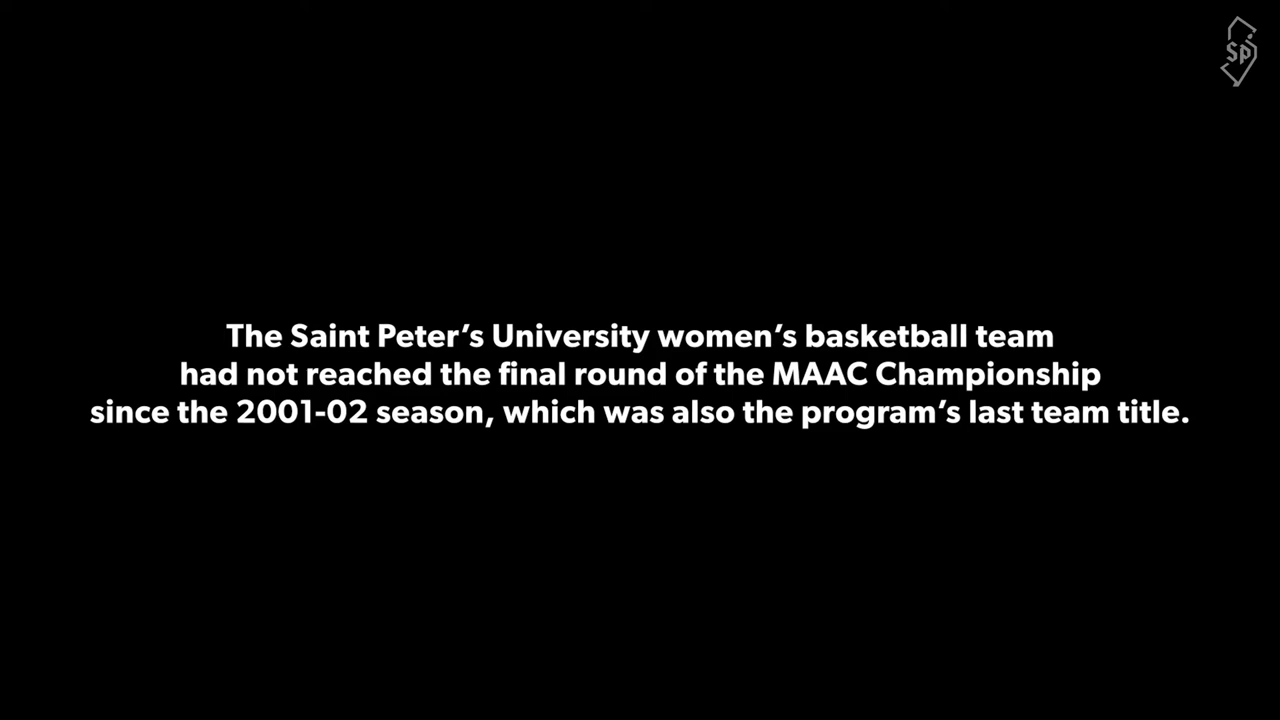 Sp
The Saint Peter’s University women’s basketball team
had not reached the final round of the MAAC Championship
since the 2001-02 season, which was also the program’s last team title.